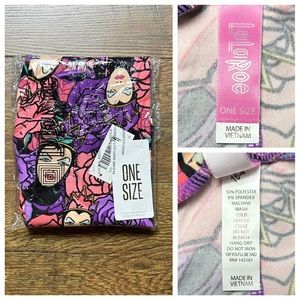 ONE
SIZE
LuLaRoe
ONE SIZE
MADE IN
VIETNAM
92% POLYESTER
8% SPANDEX
MACHINE
WASH
COLD
GENTLE
CYCLE
DO NOT
BLEACH
HANG DRY
DO NOT IRON
OR YOU'LL BE SAD
RN# 142161
MADE IN
VIETNAM